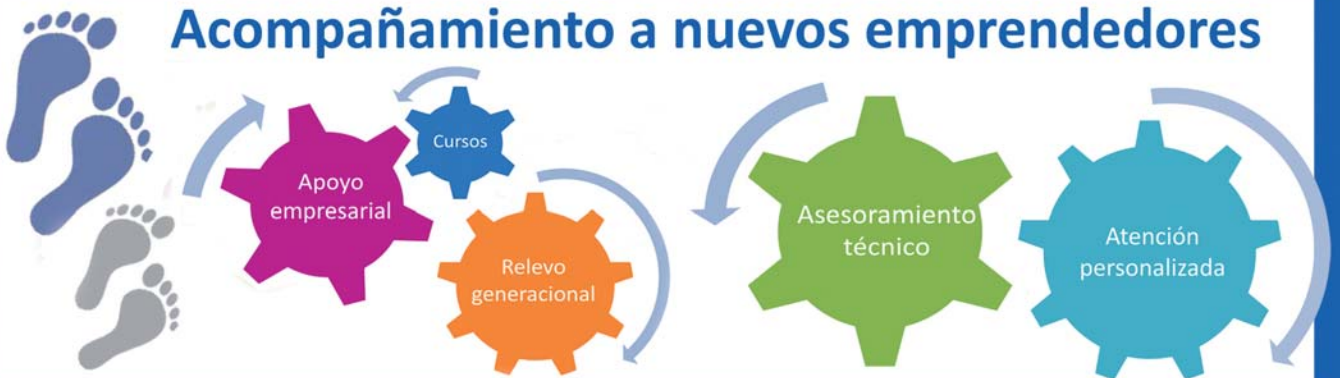 Acompañamiento a nuevos emprendedores
Cursos
Apoyo
empresarial
Relevo
generacional
Asesoramiento
técnico
Atención
personalizada